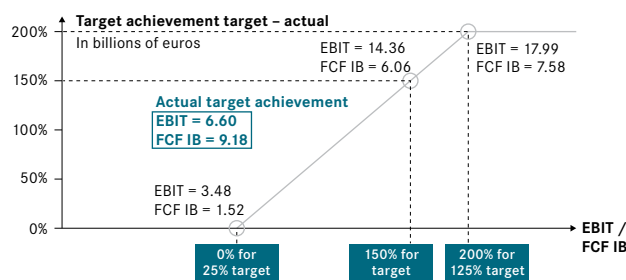 Target achievement target – actual
In billions of euros
200%
150%
100%
50%
0%
EBIT = 14.36
FCF IB = 6.06
EBIT = 17.99
FCF IB = 7.58
Actual target achievement
EBIT = 6.60
FCF IB = 9.18
EBIT = 3.48
FCF IB = 1.52
EBIT /
FCF IB
0% for
25% target
150% for
target
200% for
125% target